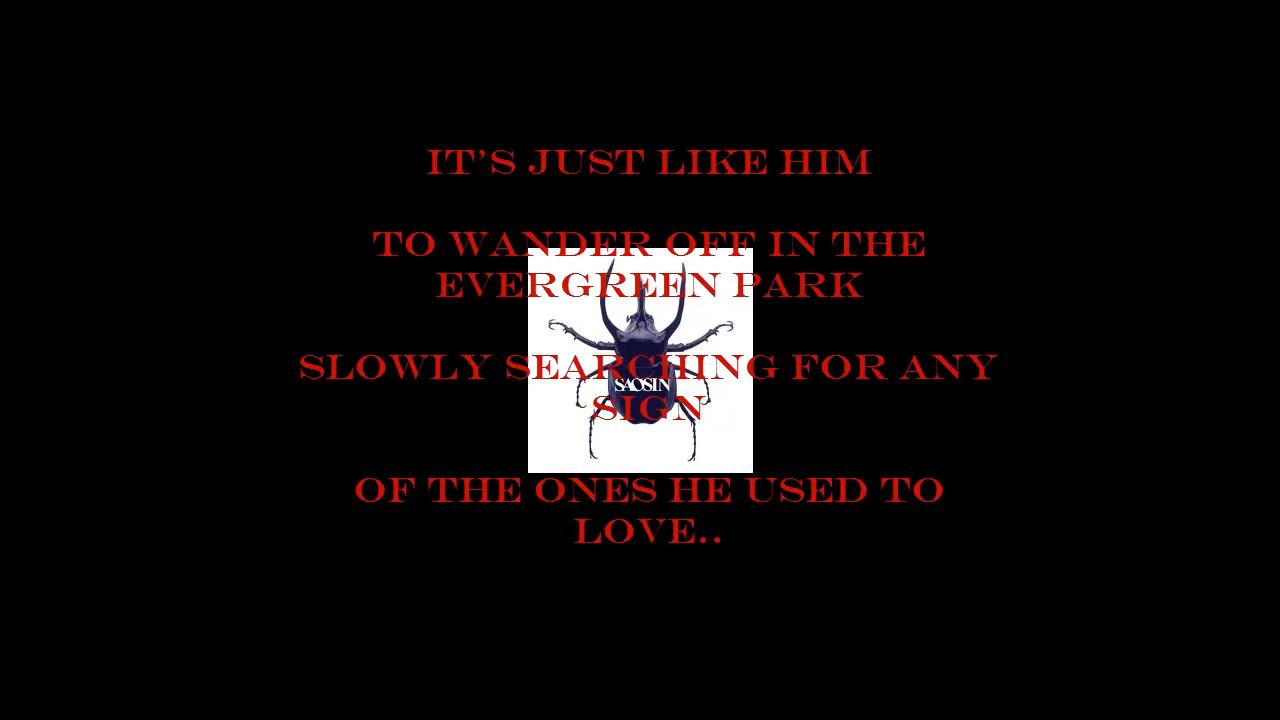 IT'S JUST LIKE HIM
TO WANDER OFF IN THE
EVERGREEN PARK
SLOWLY SEARCHING FOR ANY
SAOSIN
SIGN
OF THE ONES HE USED TO
LOVE..